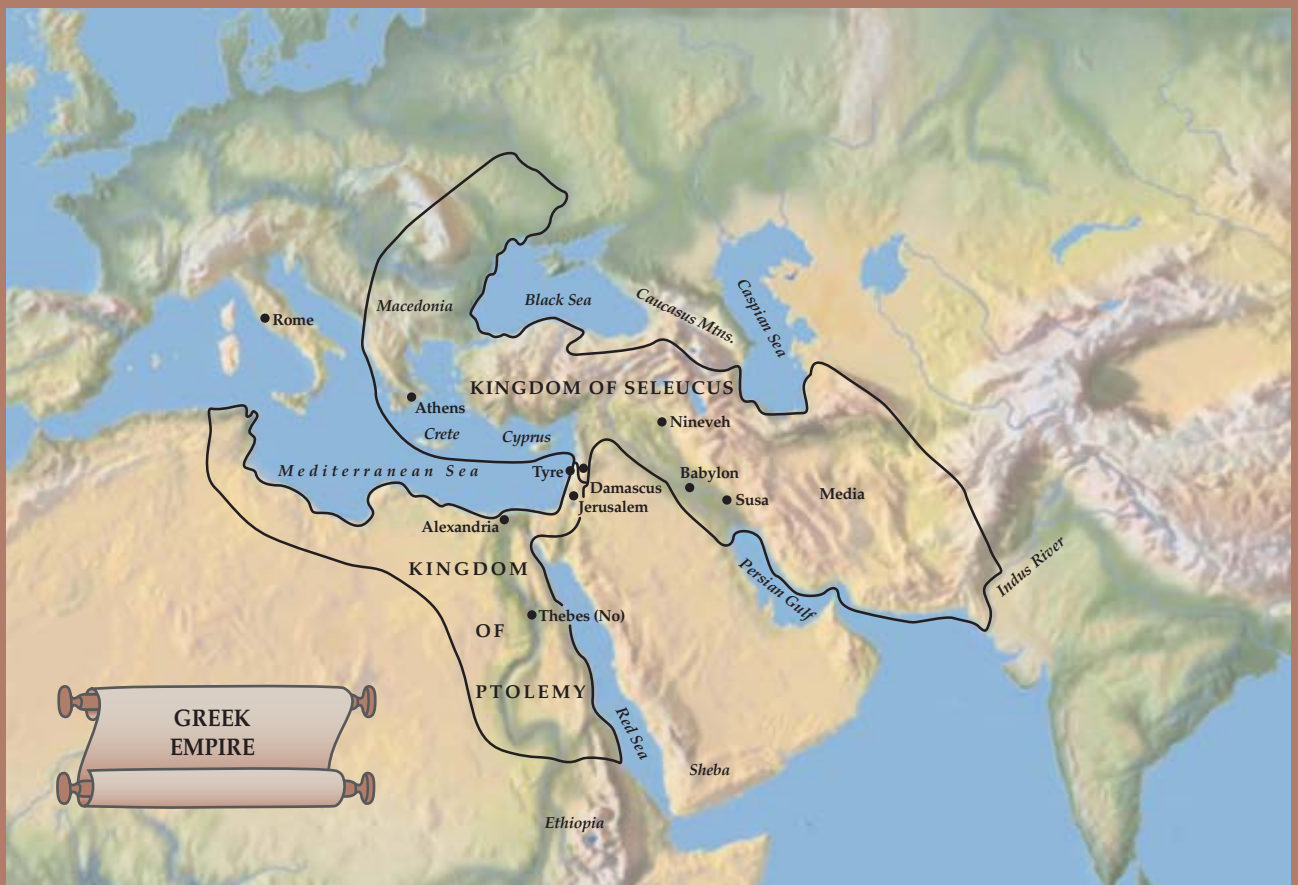 Macedonia
Black Sea
Caucasus Mtns.
Caspian Sea
Rome
KINGDOM OF SELEUCUS
Athens
Crete
Cyprus
Nineveh
Mediterranean Sea
Tyre
Damascus
Jerusalem
Babylon
Susa
Media
Alexandria
KINGDOM
OF
PTOLEMY
Thebes (No)
Persian Gulf
Indus River
Red Sea
Sheba
Ethiopia
GREEK
EMPIRE